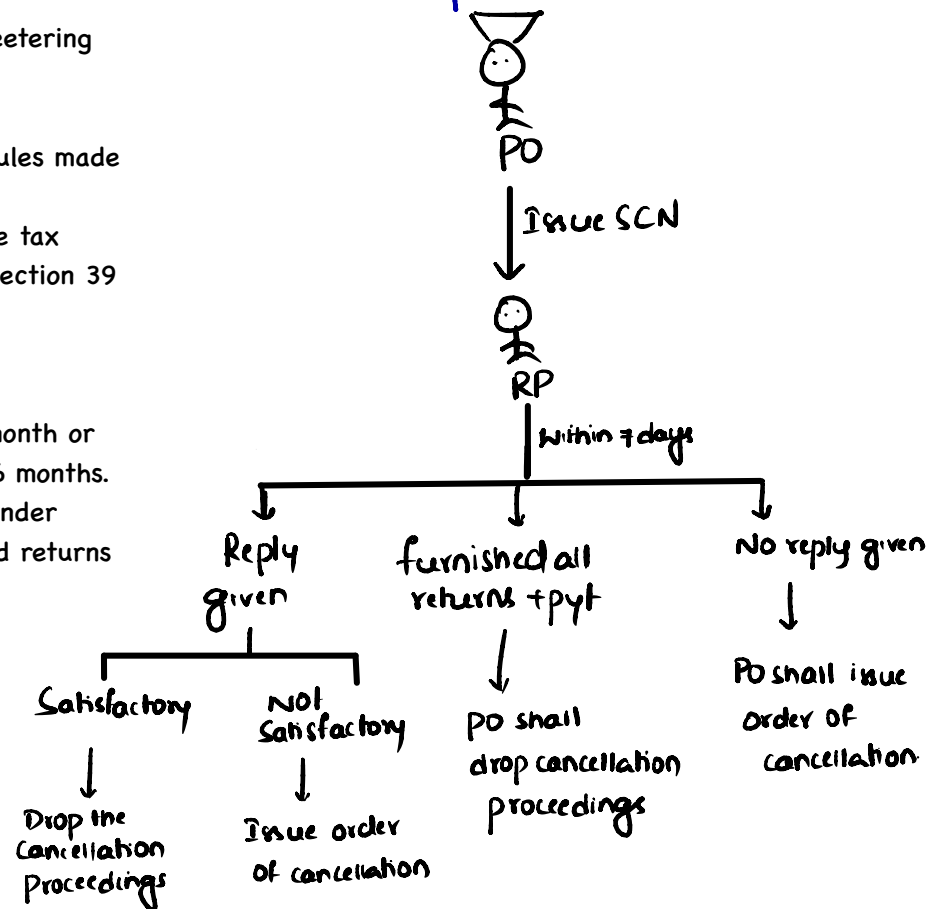 eetering
ules made
e tax
ection 39
month or
6 months.
nder
d returns
PO
Issue SCN
RP
Within 7 days
Reply
given
furnished all
returns + pyt
No reply given
Satisfactory
Not
Satisfactory
PO shall
drop cancellation
proceedings
PO shall issue
order of
cancellation
Drop the
Cancellation
Proceedings
Issue order
of cancellation